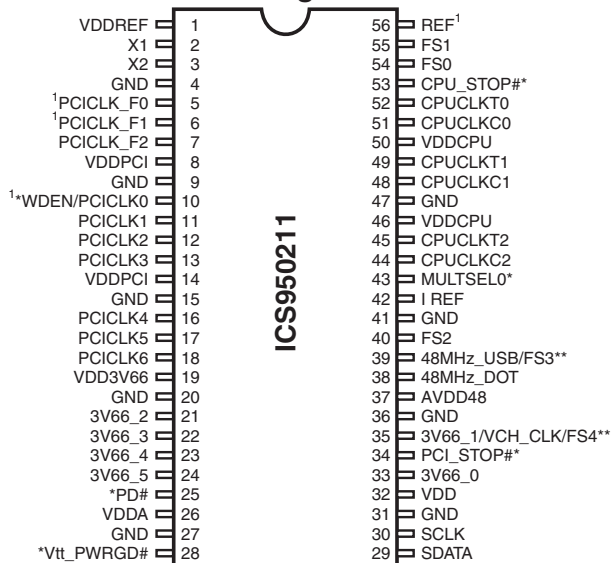 VDDREF 1 56 REF¹
X1 2 55 FS1
X2 3 54 FS0
GND 4 53 CPU_STOP#*
¹PCICLK_F0 5 52 CPUCLKT0
¹PCICLK_F1 6 51 CPUCLKC0
PCICLK_F2 7 50 VDDCPU
VDDPCI 8 49 CPUCLKT1
GND 9 48 CPUCLKC1
¹*WDEN/PCICLK0 10 47 GND
PCICLK1 11 46 VDDCPU
PCICLK2 12 45 CPUCLKT2
PCICLK3 13 44 CPUCLKC2
VDDPCI 14 43 MULTSEL0*
GND 15 42 I REF
PCICLK4 16 41 GND
PCICLK5 17 40 FS2
PCICLK6 18 39 48MHz_USB/FS3**
VDD3V66 19 38 48MHz_DOT
GND 20 37 AVDD48
3V66_2 21 36 GND
3V66_3 22 35 3V66_1/VCH_CLK/FS4**
3V66_4 23 34 PCI_STOP#*
3V66_5 24 33 3V66_0
*PD# 25 32 VDD
VDDA 26 31 GND
GND 27 30 SCLK
*Vtt_PWRGD# 28 29 SDATA
ICS950211